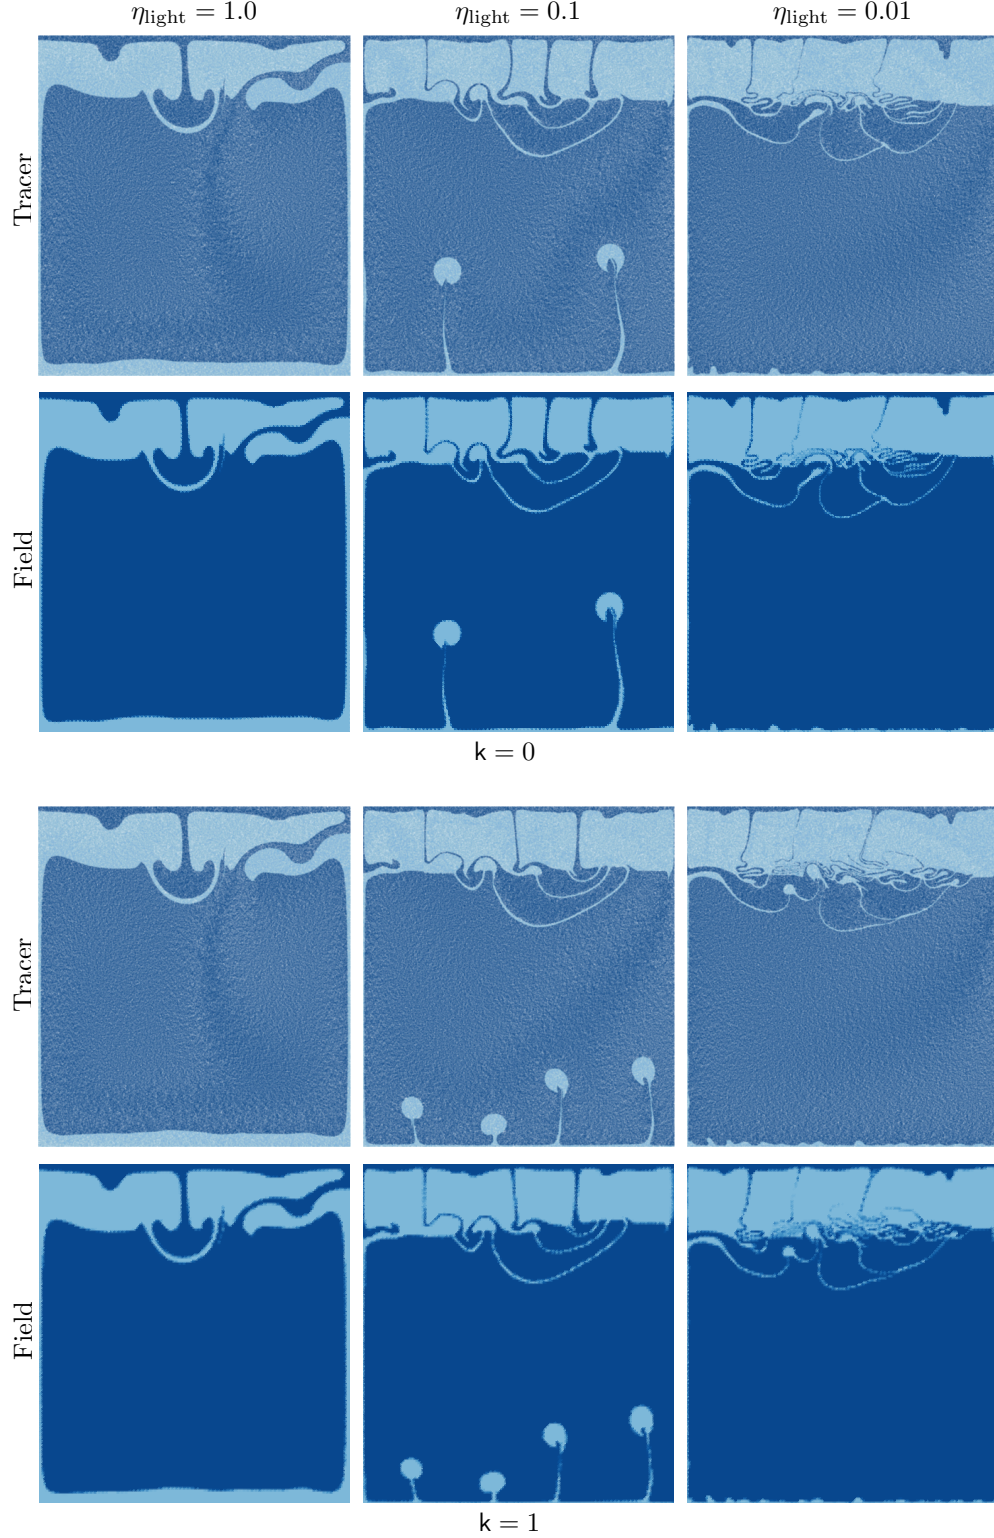 η_light = 1.0 η_light = 0.1 η_light = 0.01
Tracer
Field
k = 0
Tracer
Field
k = 1